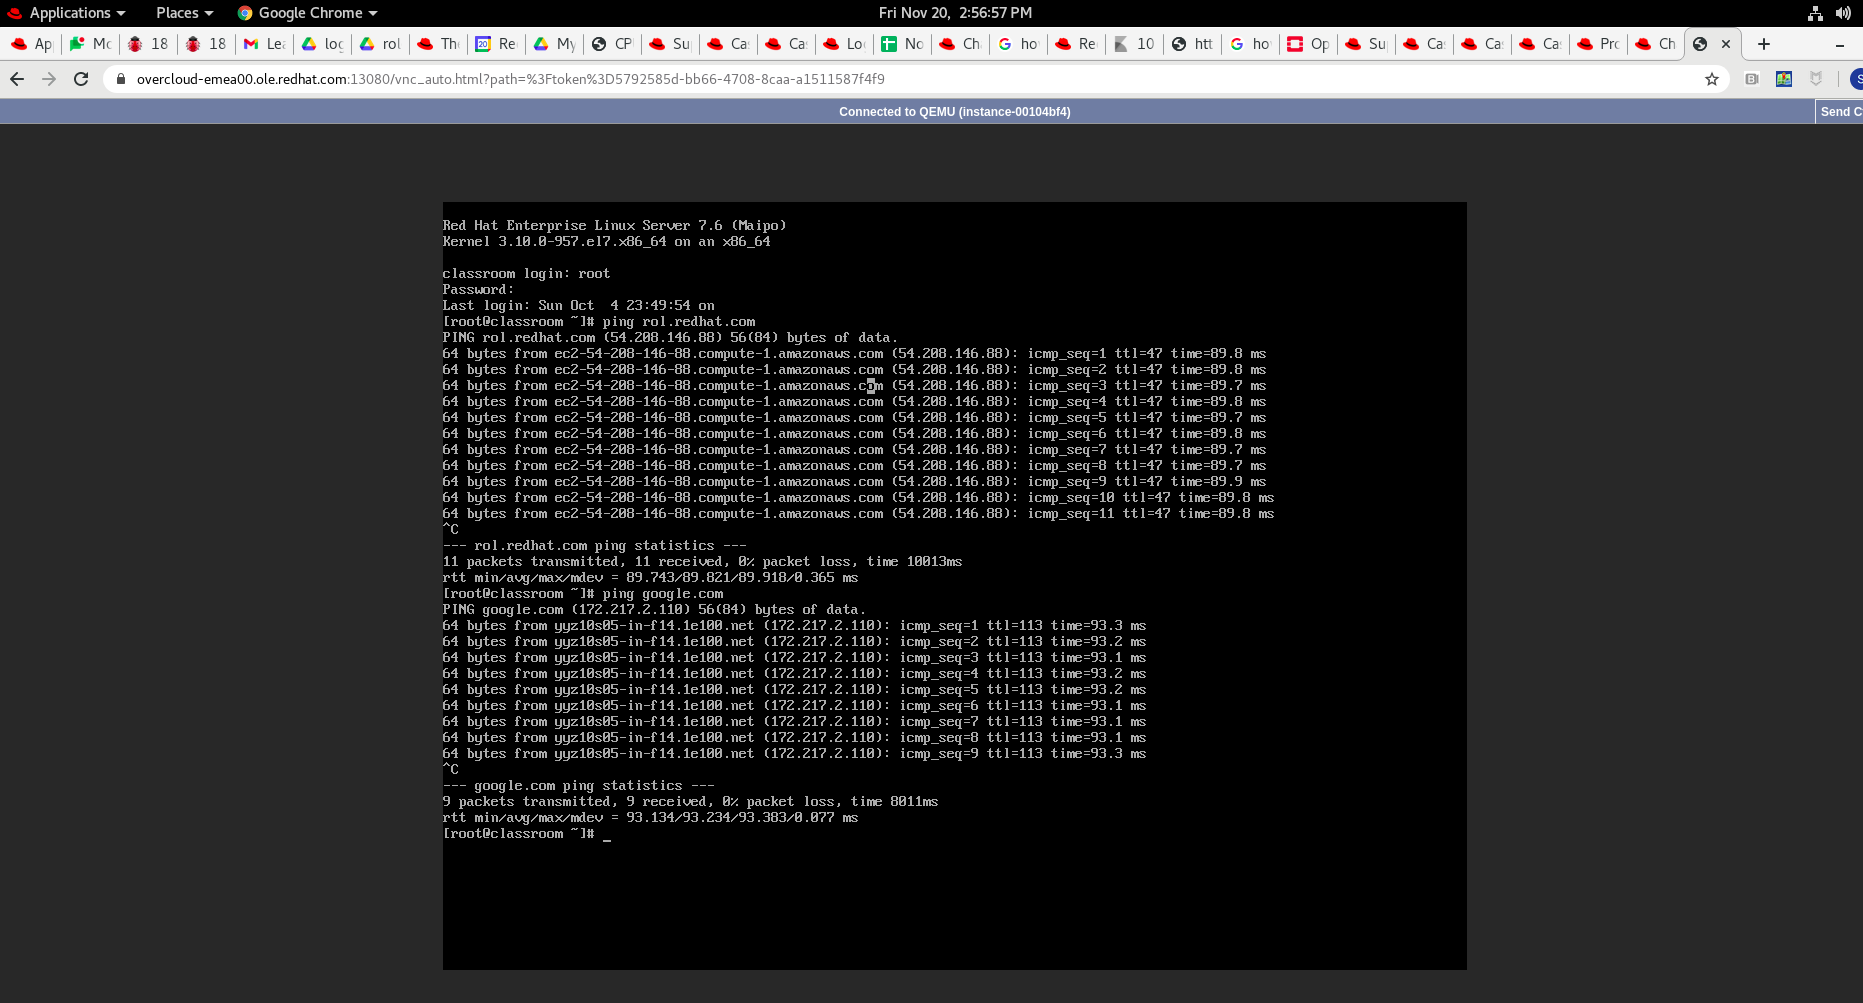 Applications Places Google Chrome Fri Nov 20, 2:56:57 PM
Ap Mc 18 18 Lea log rol Th Re My CP Su Ca Ca Lo No Ch ho Re 10 htt ho Op Su Ca Ca Ca Pro Ch
overcloud-emea00.ole.redhat.com:13080/vnc_auto.html?path=%3Ftoken%3D5792585d-bb66-4708-8caa-a1511587f4f9
Connected to QEMU (instance-00104bf4) Send C
Red Hat Enterprise Linux Server 7.6 (Maipo)
Kernel 3.10.0-957.el7.x86_64 on an x86_64
classroom login: root
Password:
Last login: Sun Oct  4 23:49:54 on
[root@classroom ~]# ping rol.redhat.com
PING rol.redhat.com (54.208.146.88) 56(84) bytes of data.
64 bytes from ec2-54-208-146-88.compute-1.amazonaws.com (54.208.146.88): icmp_seq=1 ttl=47 time=89.8 ms
64 bytes from ec2-54-208-146-88.compute-1.amazonaws.com (54.208.146.88): icmp_seq=2 ttl=47 time=89.8 ms
64 bytes from ec2-54-208-146-88.compute-1.amazonaws.com (54.208.146.88): icmp_seq=3 ttl=47 time=89.7 ms
64 bytes from ec2-54-208-146-88.compute-1.amazonaws.com (54.208.146.88): icmp_seq=4 ttl=47 time=89.8 ms
64 bytes from ec2-54-208-146-88.compute-1.amazonaws.com (54.208.146.88): icmp_seq=5 ttl=47 time=89.7 ms
64 bytes from ec2-54-208-146-88.compute-1.amazonaws.com (54.208.146.88): icmp_seq=6 ttl=47 time=89.8 ms
64 bytes from ec2-54-208-146-88.compute-1.amazonaws.com (54.208.146.88): icmp_seq=7 ttl=47 time=89.7 ms
64 bytes from ec2-54-208-146-88.compute-1.amazonaws.com (54.208.146.88): icmp_seq=8 ttl=47 time=89.7 ms
64 bytes from ec2-54-208-146-88.compute-1.amazonaws.com (54.208.146.88): icmp_seq=9 ttl=47 time=89.9 ms
64 bytes from ec2-54-208-146-88.compute-1.amazonaws.com (54.208.146.88): icmp_seq=10 ttl=47 time=89.8 ms
64 bytes from ec2-54-208-146-88.compute-1.amazonaws.com (54.208.146.88): icmp_seq=11 ttl=47 time=89.8 ms
^C
--- rol.redhat.com ping statistics ---
11 packets transmitted, 11 received, 0% packet loss, time 10013ms
rtt min/avg/max/mdev = 89.743/89.821/89.918/0.365 ms
[root@classroom ~]# ping google.com
PING google.com (172.217.2.110) 56(84) bytes of data.
64 bytes from yyz10s05-in-f14.1e100.net (172.217.2.110): icmp_seq=1 ttl=113 time=93.3 ms
64 bytes from yyz10s05-in-f14.1e100.net (172.217.2.110): icmp_seq=2 ttl=113 time=93.2 ms
64 bytes from yyz10s05-in-f14.1e100.net (172.217.2.110): icmp_seq=3 ttl=113 time=93.1 ms
64 bytes from yyz10s05-in-f14.1e100.net (172.217.2.110): icmp_seq=4 ttl=113 time=93.2 ms
64 bytes from yyz10s05-in-f14.1e100.net (172.217.2.110): icmp_seq=5 ttl=113 time=93.2 ms
64 bytes from yyz10s05-in-f14.1e100.net (172.217.2.110): icmp_seq=6 ttl=113 time=93.1 ms
64 bytes from yyz10s05-in-f14.1e100.net (172.217.2.110): icmp_seq=7 ttl=113 time=93.1 ms
64 bytes from yyz10s05-in-f14.1e100.net (172.217.2.110): icmp_seq=8 ttl=113 time=93.1 ms
64 bytes from yyz10s05-in-f14.1e100.net (172.217.2.110): icmp_seq=9 ttl=113 time=93.3 ms
^C
--- google.com ping statistics ---
9 packets transmitted, 9 received, 0% packet loss, time 8011ms
rtt min/avg/max/mdev = 93.134/93.234/93.383/0.077 ms
[root@classroom ~]# _